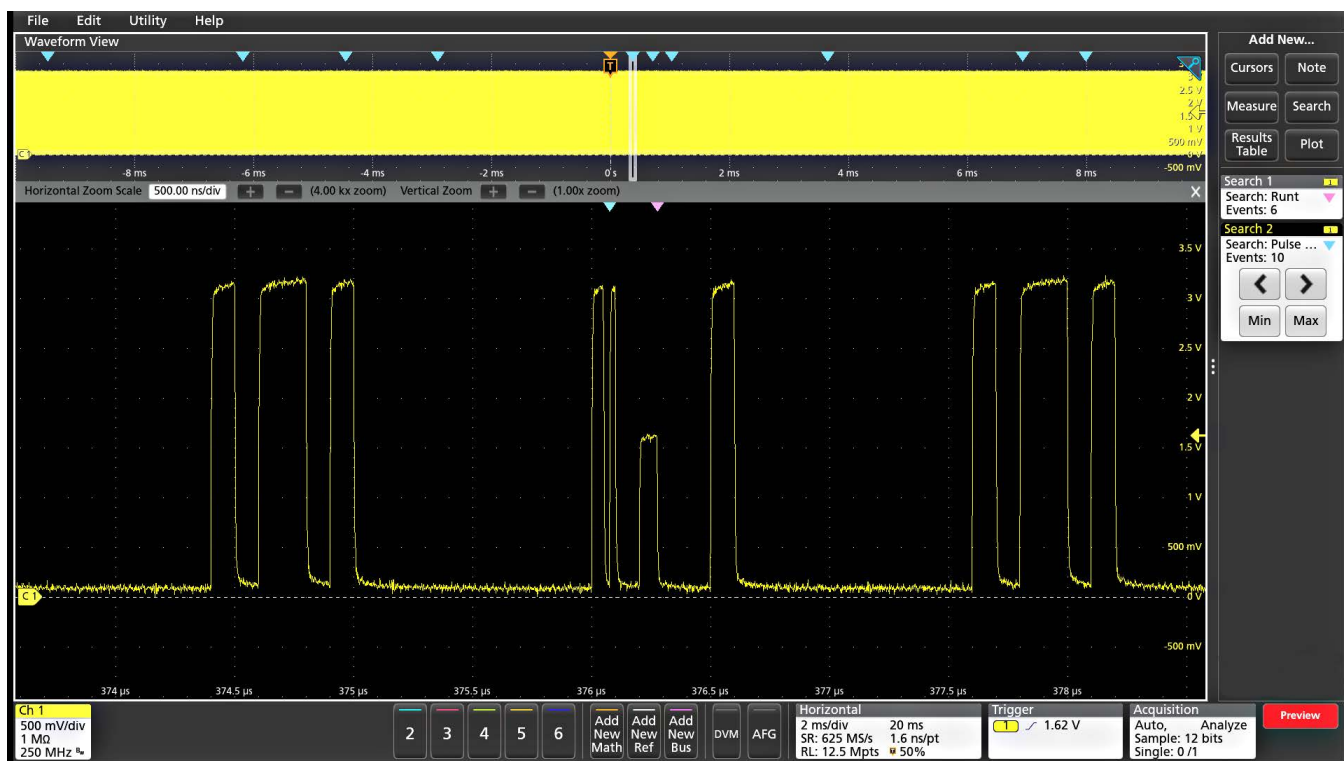 File Edit Utility Help
Waveform View
Add New...
Cursors Note
Measure Search
Results Table Plot
T
2.5 V
1 V
500 mV
-500 mV
C 1
-8 ms -6 ms -4 ms -2 ms 0 s 2 ms 4 ms 6 ms 8 ms
Horizontal Zoom Scale 500.00 ns/div + - (4.00 kx zoom) Vertical Zoom + - (1.00x zoom) X
Search 1 1
Search: Runt
Events: 6
Search 2 1
Search: Pulse ...
Events: 10
< >
Min Max
3.5 V
3 V
2.5 V
2 V
1.5 V
1 V
500 mV
0 V
-500 mV
C 1
374 µs 374.5 µs 375 µs 375.5 µs 376 µs 376.5 µs 377 µs 377.5 µs 378 µs
Ch 1
500 mV/div
1 MΩ
250 MHz
2 3 4 5 6
Add New Math
Add New Ref
Add New Bus
DVM AFG
Horizontal
2 ms/div 20 ms
SR: 625 MS/s 1.6 ns/pt
RL: 12.5 Mpts 50%
Trigger
1 1.62 V
Acquisition
Auto, Analyze
Sample: 12 bits
Single: 0/1
Preview